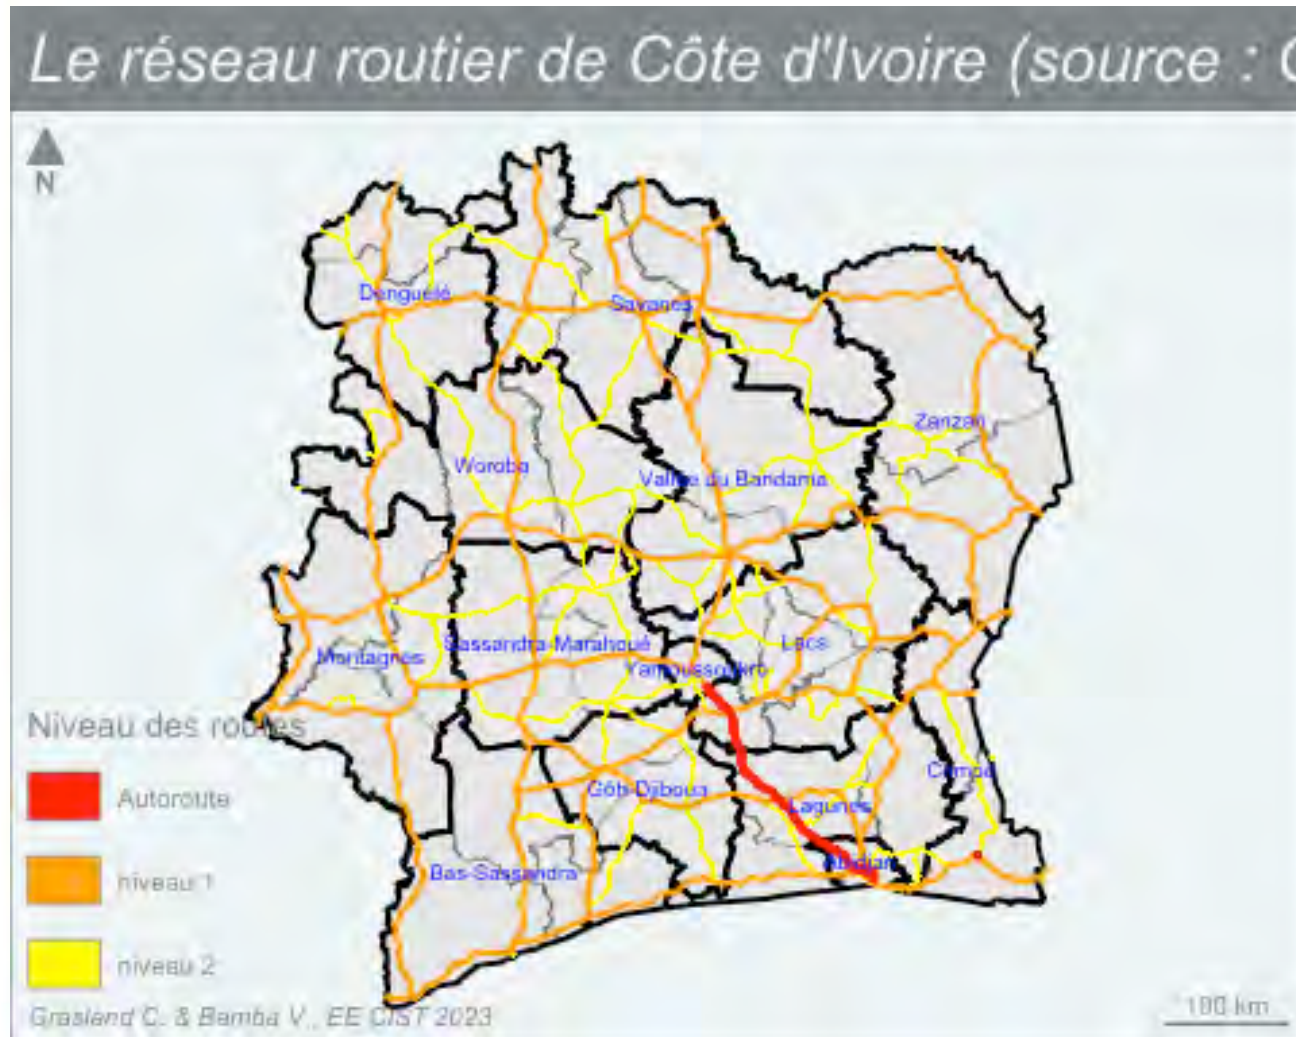 Le réseau routier de Côte d'Ivoire (source :
N
Denguélé
Savanes
Zanzan
Woroba
Vallée du Bandama
Sassandra-Marahoué
Lacs
Montagnes
Yamoussoukro
Niveau des routes
Comoé
Autoroute
Gôh-Djiboua
Lagunes
Abidjan
Bas-Sassandra
niveau 1
niveau 2
Grasland C. & Bamba V., EE CIST 2023
100 km